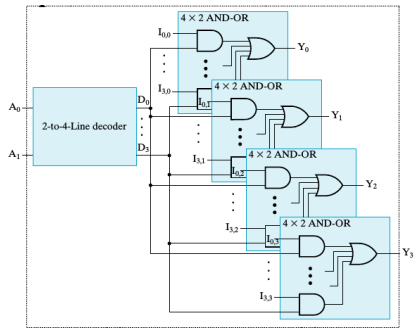 4 × 2 AND-OR
I0,0
Y0
I3,0
4 × 2 AND-OR
I0,1
Y1
A0
D0
2-to-4-Line decoder
A1
D3
I3,1
4 × 2 AND-OR
I0,2
Y2
I3,2
4 × 2 AND-OR
I0,3
Y3
I3,3